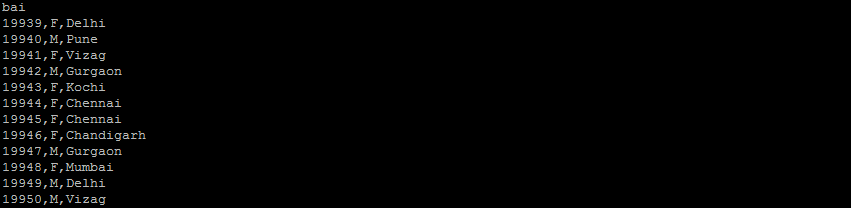 bai
19939,F,Delhi
19940,M,Pune
19941,F,Vizag
19942,M,Gurgaon
19943,F,Kochi
19944,F,Chennai
19945,F,Chennai
19946,F,Chandigarh
19947,M,Gurgaon
19948,F,Mumbai
19949,M,Delhi
19950,M,Vizag